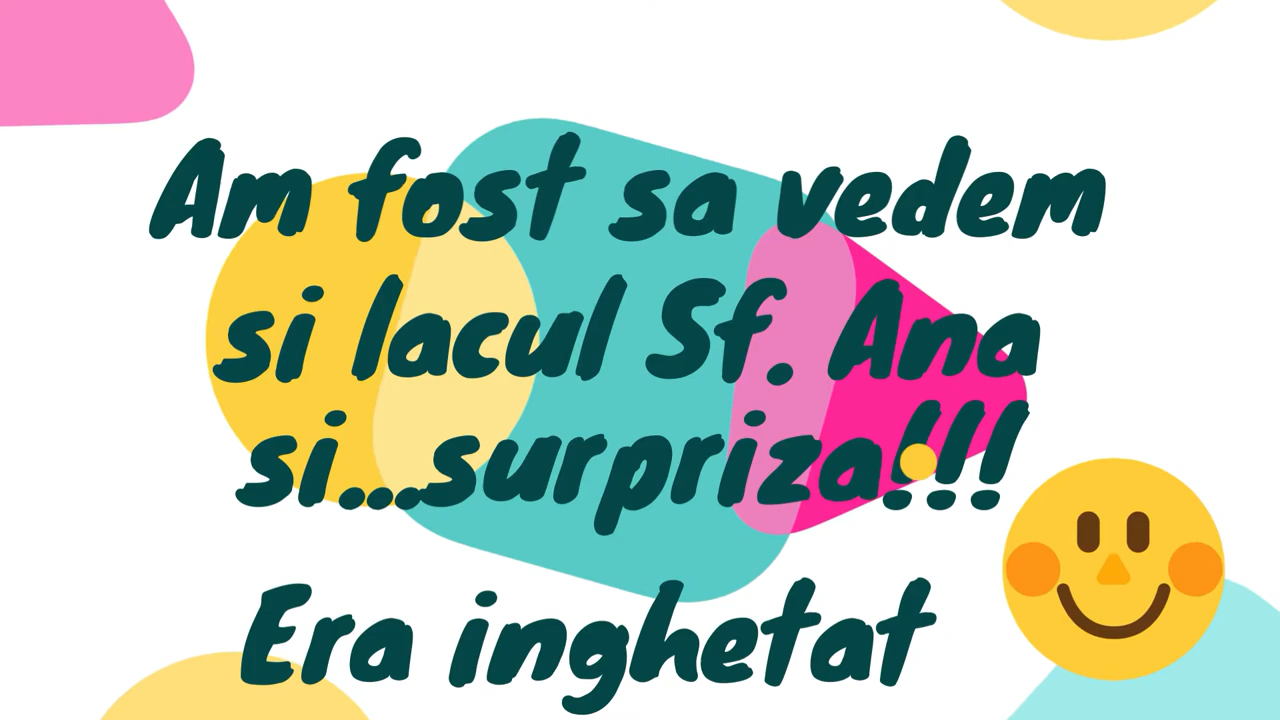 Am fost sa vedem
si lacul Sf. Ana
si...surpriza!!!
Era inghetat